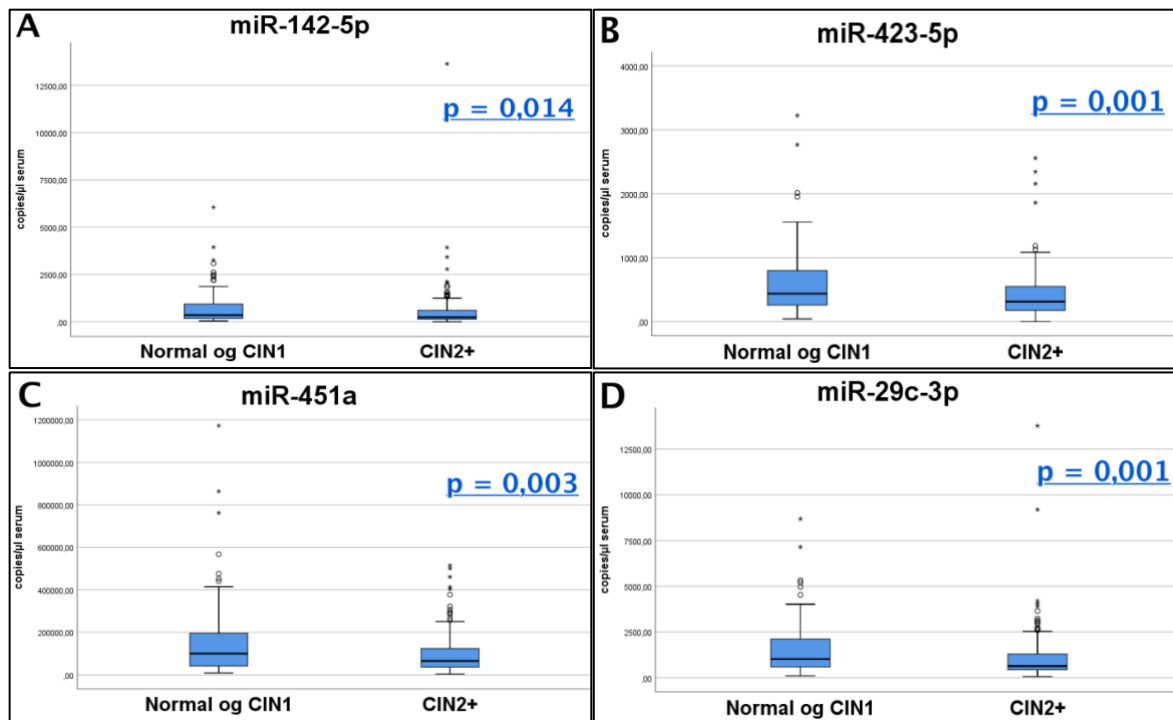 A
miR-142-5p
p = 0,014
copies/µl serum
12500,00
10000,00
7500,00
5000,00
2500,00
,00
Normal og CIN1
CIN2+
B
miR-423-5p
p = 0,001
copies/µl serum
4000,00
3000,00
2000,00
1000,00
,00
Normal og CIN1
CIN2+
C
miR-451a
p = 0,003
copies/µl serum
1200000,00
1000000,00
800000,00
600000,00
400000,00
200000,00
,00
Normal og CIN1
CIN2+
D
miR-29c-3p
p = 0,001
copies/µl serum
12500,00
10000,00
7500,00
5000,00
2500,00
,00
Normal og CIN1
CIN2+